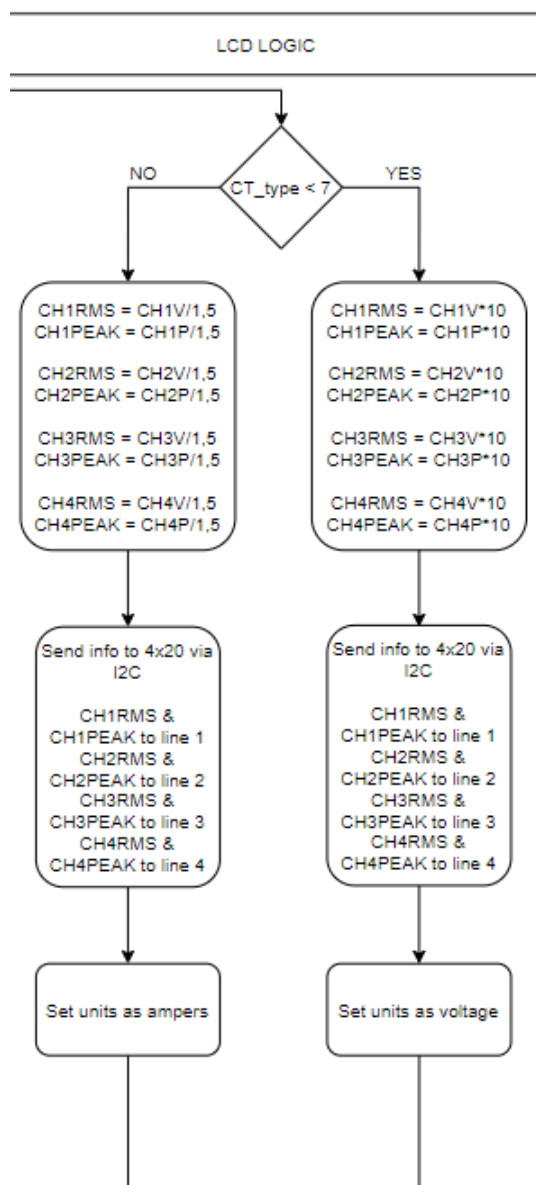 LCD LOGIC
CT_type < 7
NO
YES
CH1RMS = CH1V/1,5
CH1PEAK = CH1P/1,5
CH2RMS = CH2V/1,5
CH2PEAK = CH2P/1,5
CH3RMS = CH3V/1,5
CH3PEAK = CH3P/1,5
CH4RMS = CH4V/1,5
CH4PEAK = CH4P/1,5
Send info to 4x20 via
I2C
CH1RMS &
CH1PEAK to line 1
CH2RMS &
CH2PEAK to line 2
CH3RMS &
CH3PEAK to line 3
CH4RMS &
CH4PEAK to line 4
Set units as ampers
CH1RMS = CH1V*10
CH1PEAK = CH1P*10
CH2RMS = CH2V*10
CH2PEAK = CH2P*10
CH3RMS = CH3V*10
CH3PEAK = CH3P*10
CH4RMS = CH4V*10
CH4PEAK = CH4P*10
Send info to 4x20 via
I2C
CH1RMS &
CH1PEAK to line 1
CH2RMS &
CH2PEAK to line 2
CH3RMS &
CH3PEAK to line 3
CH4RMS &
CH4PEAK to line 4
Set units as voltage